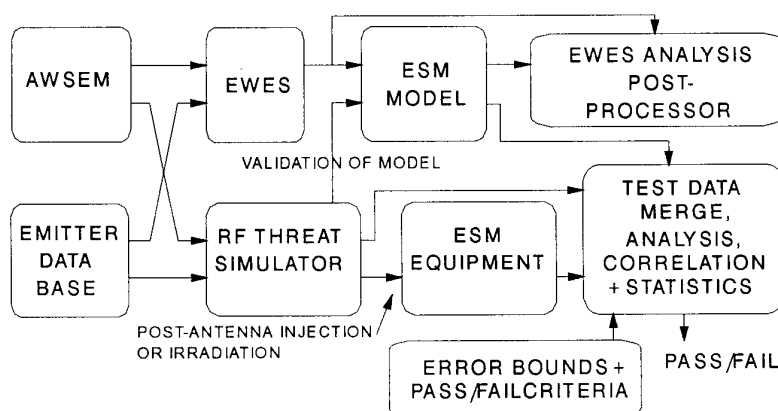 AWSEM
EWES
ESM
MODEL
EWES ANALYSIS
POST-
PROCESSOR
VALIDATION OF MODEL
EMITTER
DATA
BASE
RF THREAT
SIMULATOR
ESM
EQUIPMENT
TEST DATA
MERGE,
ANALYSIS,
CORRELATION
+ STATISTICS
POST-ANTENNA INJECTION
OR IRRADIATION
ERROR BOUNDS +
PASS/FAILCRITERIA
PASS/FAIL